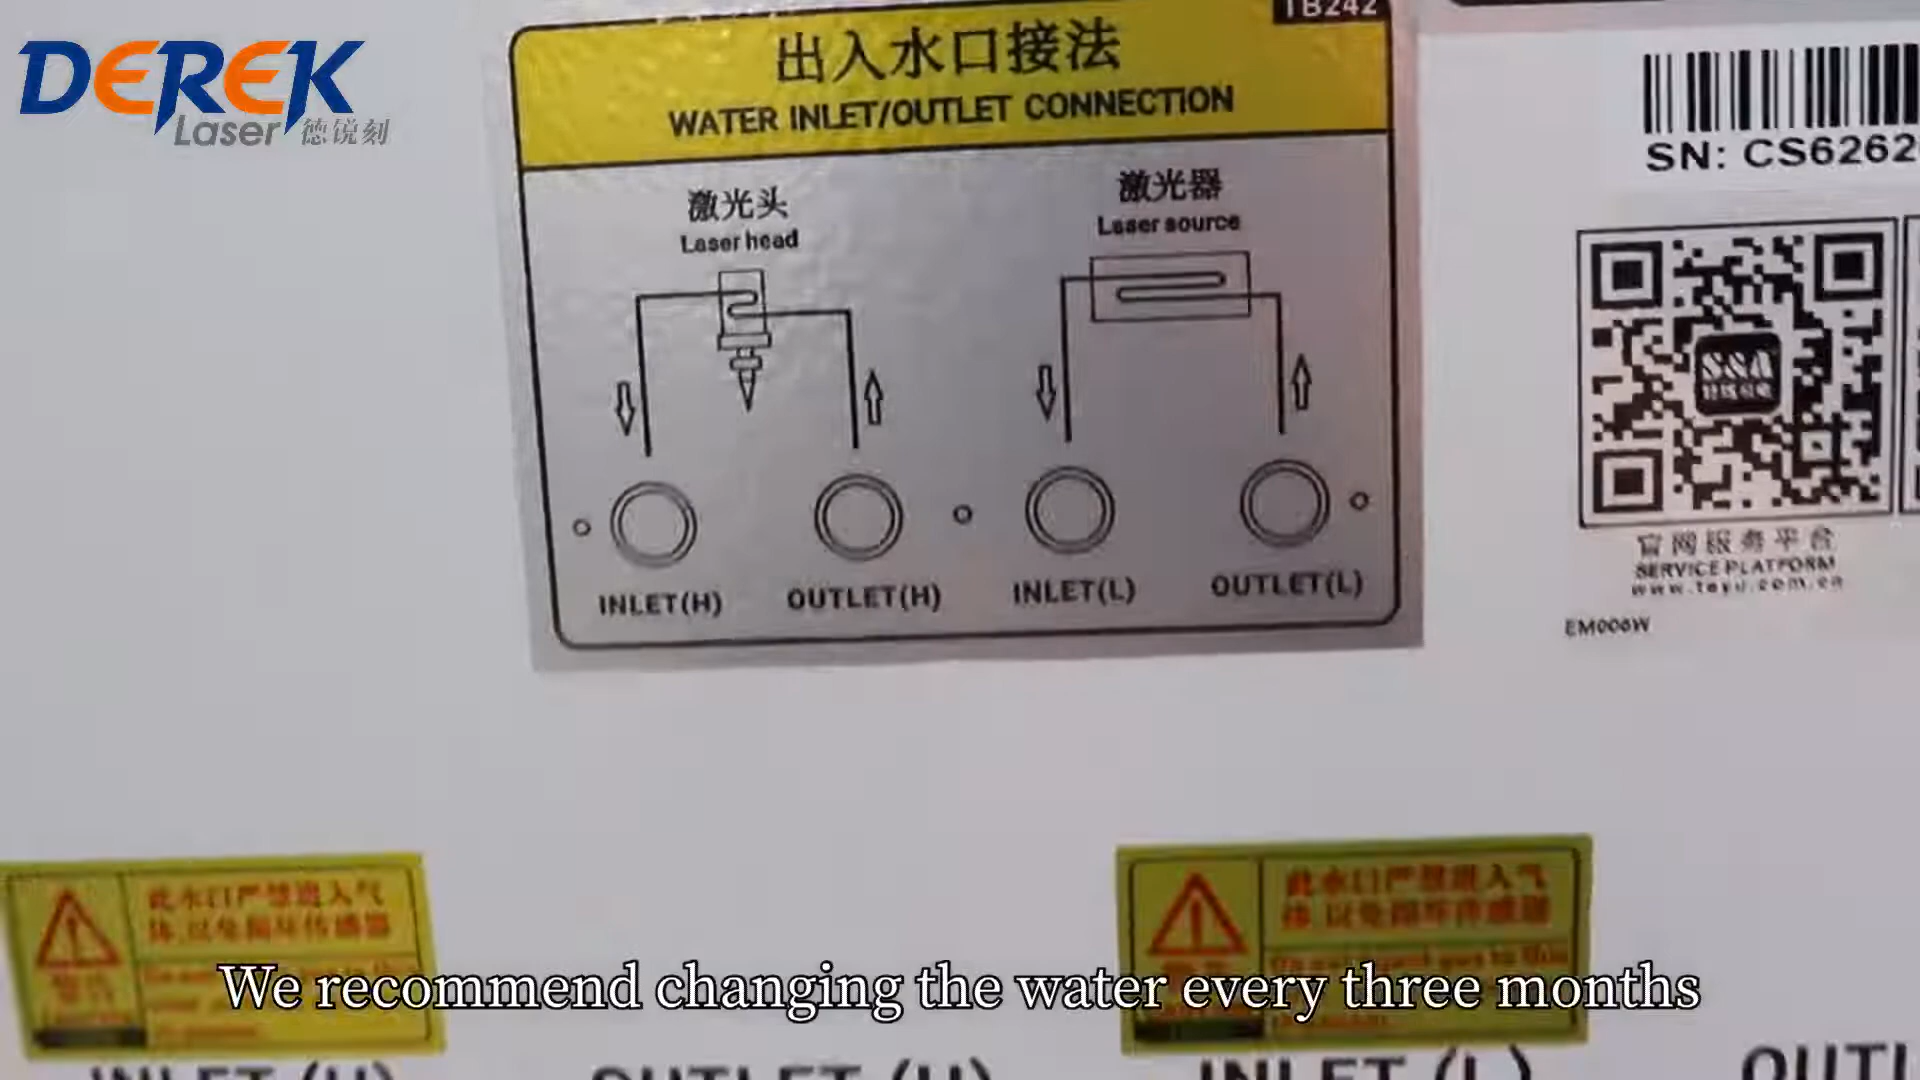 DEREK
Laser 德锐刻
TB242
出入水口接法
WATER INLET/OUTLET CONNECTION
激光头
Laser head
激光器
Laser source
INLET(H)
OUTLET(H)
INLET(L)
OUTLET(L)
SN: CS6262
官网服务平台
SERVICE PLATFORM
www.teyu.com.cn
EM006W
此水口严禁进入气
体,以免损坏传感器
警告
此水口严禁进入气
体,以免损坏传感器
We recommend changing the water every three months
INLET (H)
OUTLET (H)
INLET (L)
OUTL